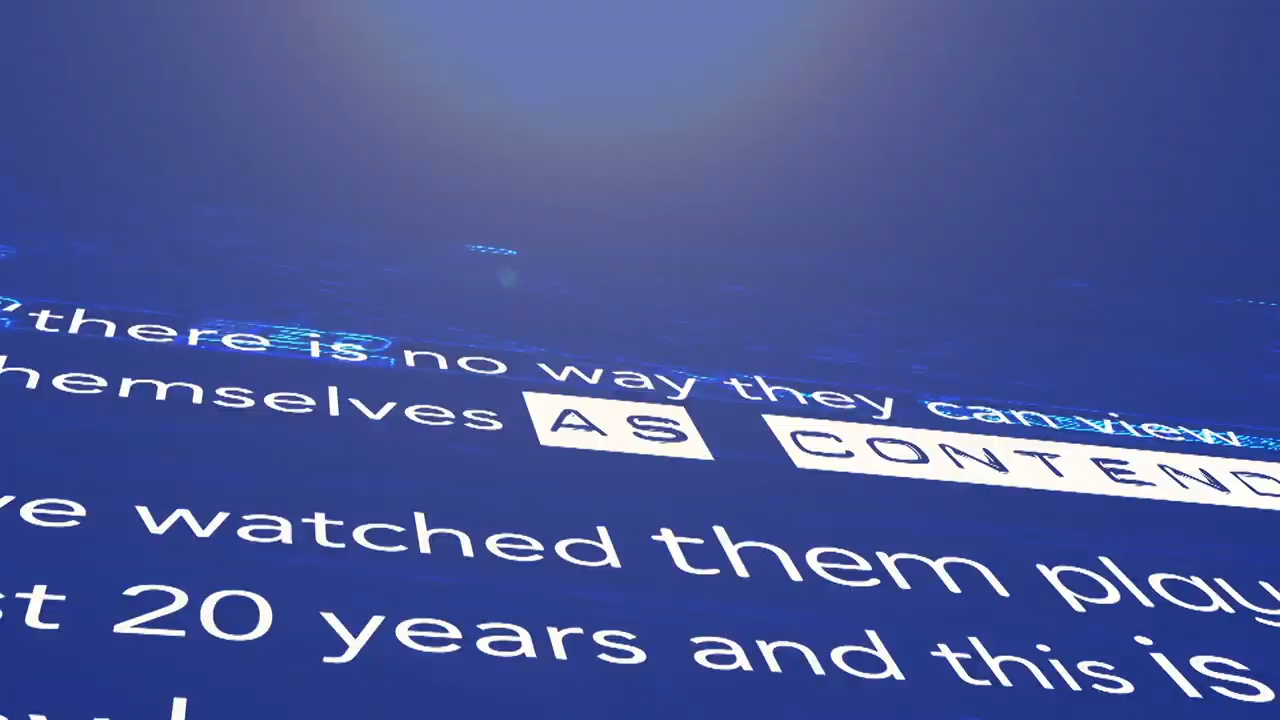 there is no way they can view
themselves AS CONTEND
ve watched them play
st 20 years and this is